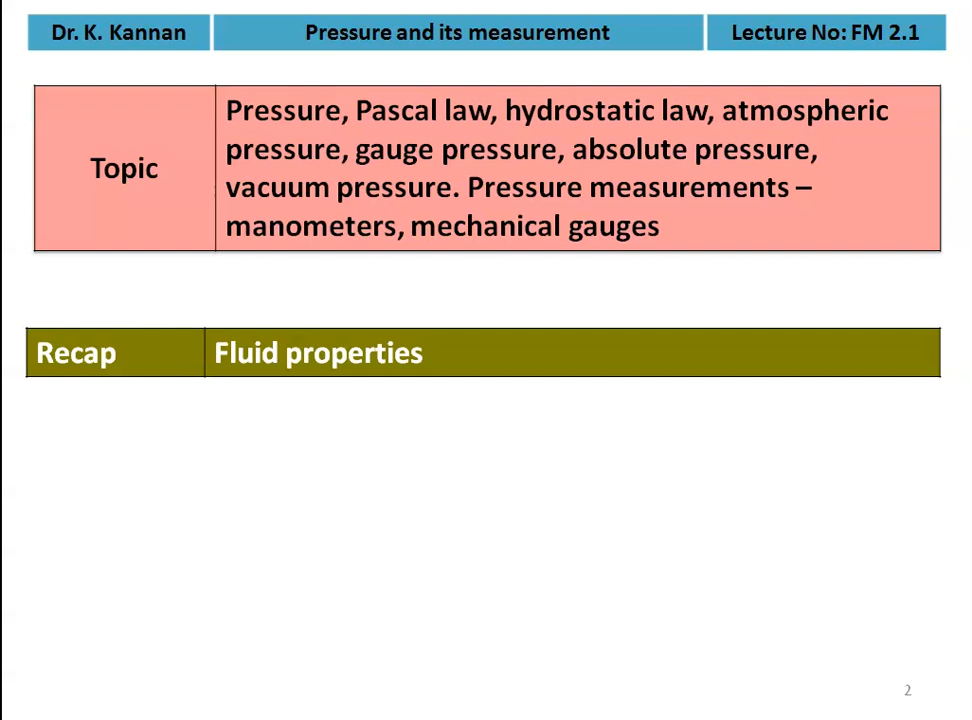 Dr. K. Kannan
Pressure and its measurement
Lecture No: FM 2.1
Topic
Pressure, Pascal law, hydrostatic law, atmospheric
pressure, gauge pressure, absolute pressure,
vacuum pressure. Pressure measurements –
manometers, mechanical gauges
Recap
Fluid properties
2